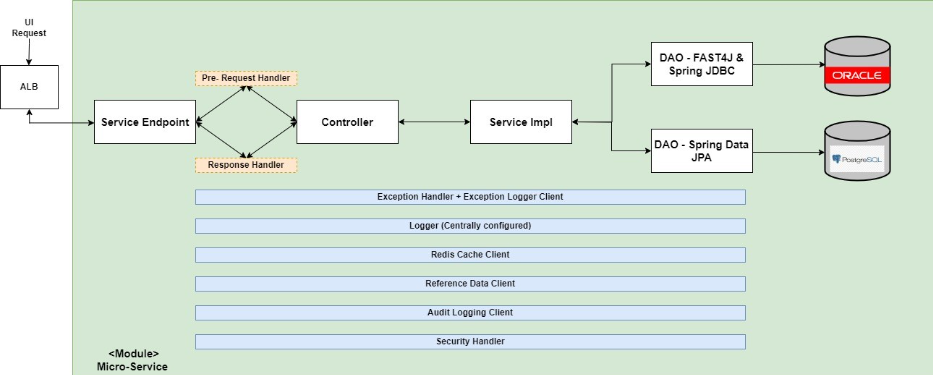 UI
Request
ALB
Pre- Request Handler
Service Endpoint
Controller
Service Impl
Response Handler
DAO - FAST4J &
Spring JDBC
ORACLE
DAO - Spring Data
JPA
PostgreSQL
Exception Handler + Exception Logger Client
Logger (Centrally configured)
Redis Cache Client
Reference Data Client
Audit Logging Client
Security Handler
<Module>
Micro-Service